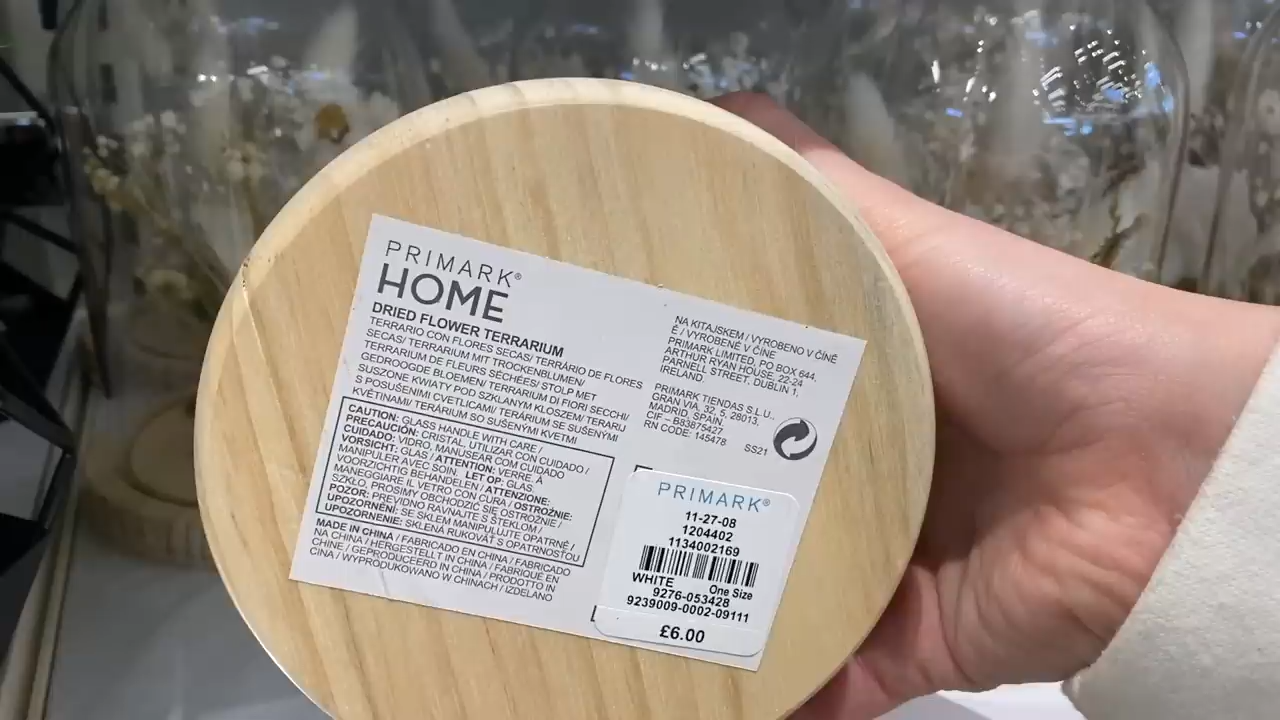 PRIMARK®
HOME
DRIED FLOWER TERRARIUM
TERRARIO CON FLORES SECAS/ TERRÁRIO DE FLORES
SECAS/ TERRARIUM MIT TROCKENBLUMEN/
TERRARIUM DE FLEURS SÉCHÉES/ STOLP MET
GEDROOGDE BLOEMEN/ TERRARIUM DI FIORI SECCHI/
SUSZONE KWIATY POD SZKLANYM KLOSZEM/ TERARIJ
S POSUŠENIMI CVETLICAMI/ TERÁRIUM SE SUŠENÝMI
KVĚTINAMI/ TERÁRIUM SO SUŠENÝMI KVETMI
CAUTION: GLASS HANDLE WITH CARE /
PRECAUCIÓN: CRISTAL. UTILIZAR CON CUIDADO /
CUIDADO: VIDRO. MANUSEAR COM CUIDADO
VORSICHT: GLAS / ATTENTION: VERRE. À
MANIPULER AVEC SOIN. LET OP: GLAS.
VOORZICHTIG BEHANDELEN / ATTENZIONE:
MANEGGIARE IL VETRO CON CURA / OSTROŻNIE:
SZKŁO. PROSIMY OBCHODZIĆ SIĘ OSTROŻNIE /
POZOR: PREVIDNO RAVNAJTE S STEKLOM /
UPOZORNĚNÍ: SE SKLEM MANIPULUJTE OPATRNĚ /
UPOZORNENIE: SKLENÁ RUKOVÄŤ S OPATRNOSŤOU
MADE IN CHINA / FABRICADO EN CHINA / FABRICADO
NA CHINA / HERGESTELLT IN CHINA / FABRIQUÉ EN
CHINE / GEPRODUCEERD IN CHINA / PRODOTTO IN
CINA / WYPRODUKOWANO W CHINACH / IZDELANO
NA KITAJSKEM / VYROBENO V ČÍNĚ
/ VYROBENÉ V ČÍNE
PRIMARK LIMITED, PO BOX 644,
ARTHUR RYAN HOUSE, 22-24
PARNELL STREET, DUBLIN 1,
IRELAND.
PRIMARK TIENDAS S.L.U.,
GRAN VIA, 32, 5, 28013,
MADRID, SPAIN.
CIF - B83875427
RN CODE: 145478
SS21
PRIMARK®
11-27-08
1204402
1134002169
WHITE One Size
9276-053428
9239009-0002-09111
£6.00